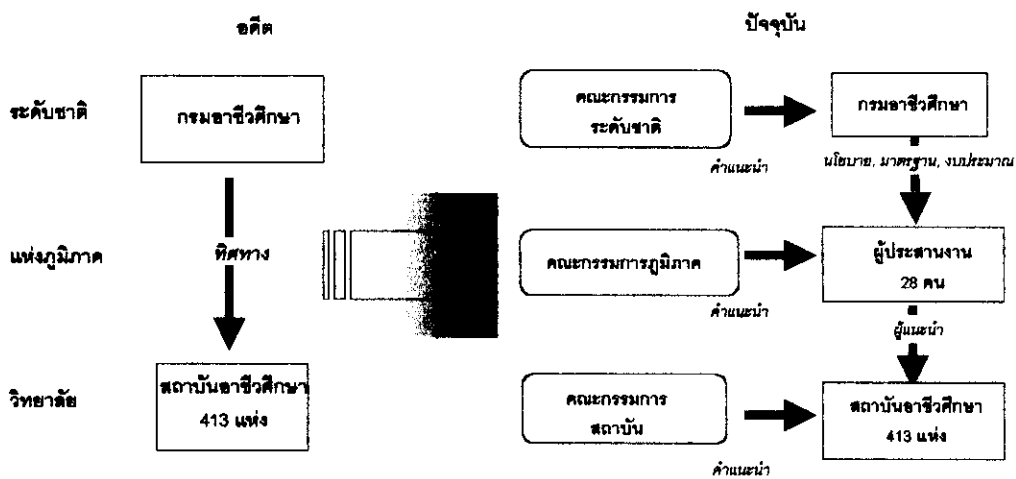 อดีต
ปัจจุบัน
ระดับชาติ
กรมอาชีวศึกษา
คณะกรรมการ
ระดับชาติ
กรมอาชีวศึกษา
คำแนะนำ
นโยบาย, มาตรฐาน, งบประมาณ
แห่งภูมิภาค
ทิศทาง
คณะกรรมการภูมิภาค
ผู้ประสานงาน
28 คน
คำแนะนำ
ผู้แนะนำ
วิทยาลัย
สถาบันอาชีวศึกษา
413 แห่ง
คณะกรรมการ
สถาบัน
สถาบันอาชีวศึกษา
413 แห่ง
คำแนะนำ